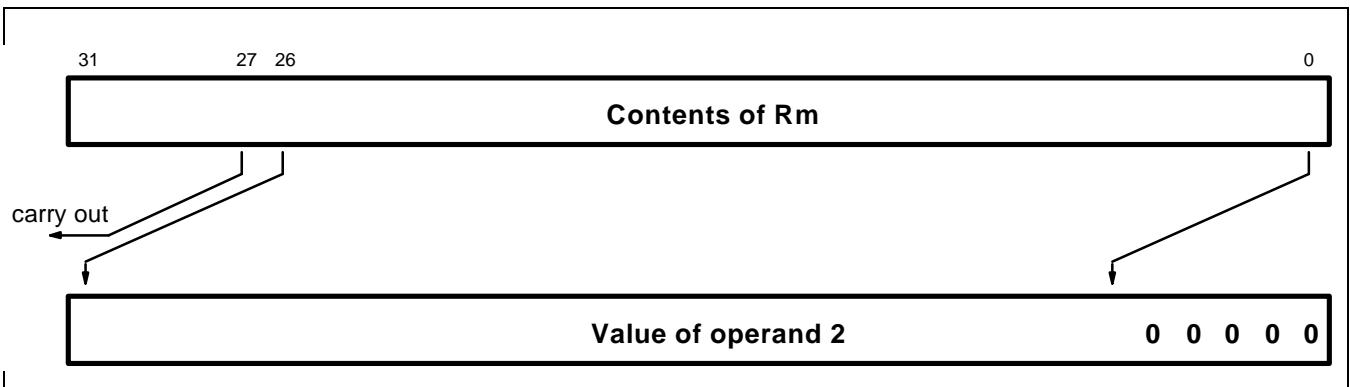 31 27 26 0
Contents of Rm
carry out
Value of operand 2 0 0 0 0 0